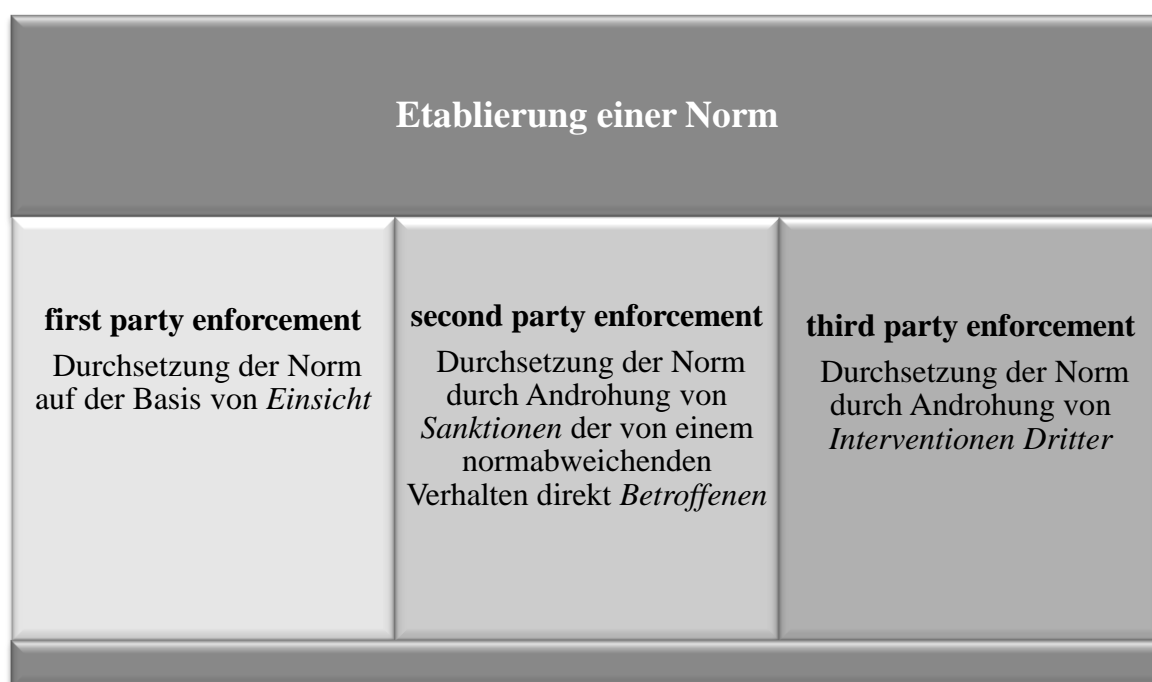 Etablierung einer Norm
first party enforcement
Durchsetzung der Norm
auf der Basis von Einsicht
second party enforcement
Durchsetzung der Norm
durch Androhung von
Sanktionen der von einem
normabweichenden
Verhalten direkt Betroffenen
third party enforcement
Durchsetzung der Norm
durch Androhung von
Interventionen Dritter